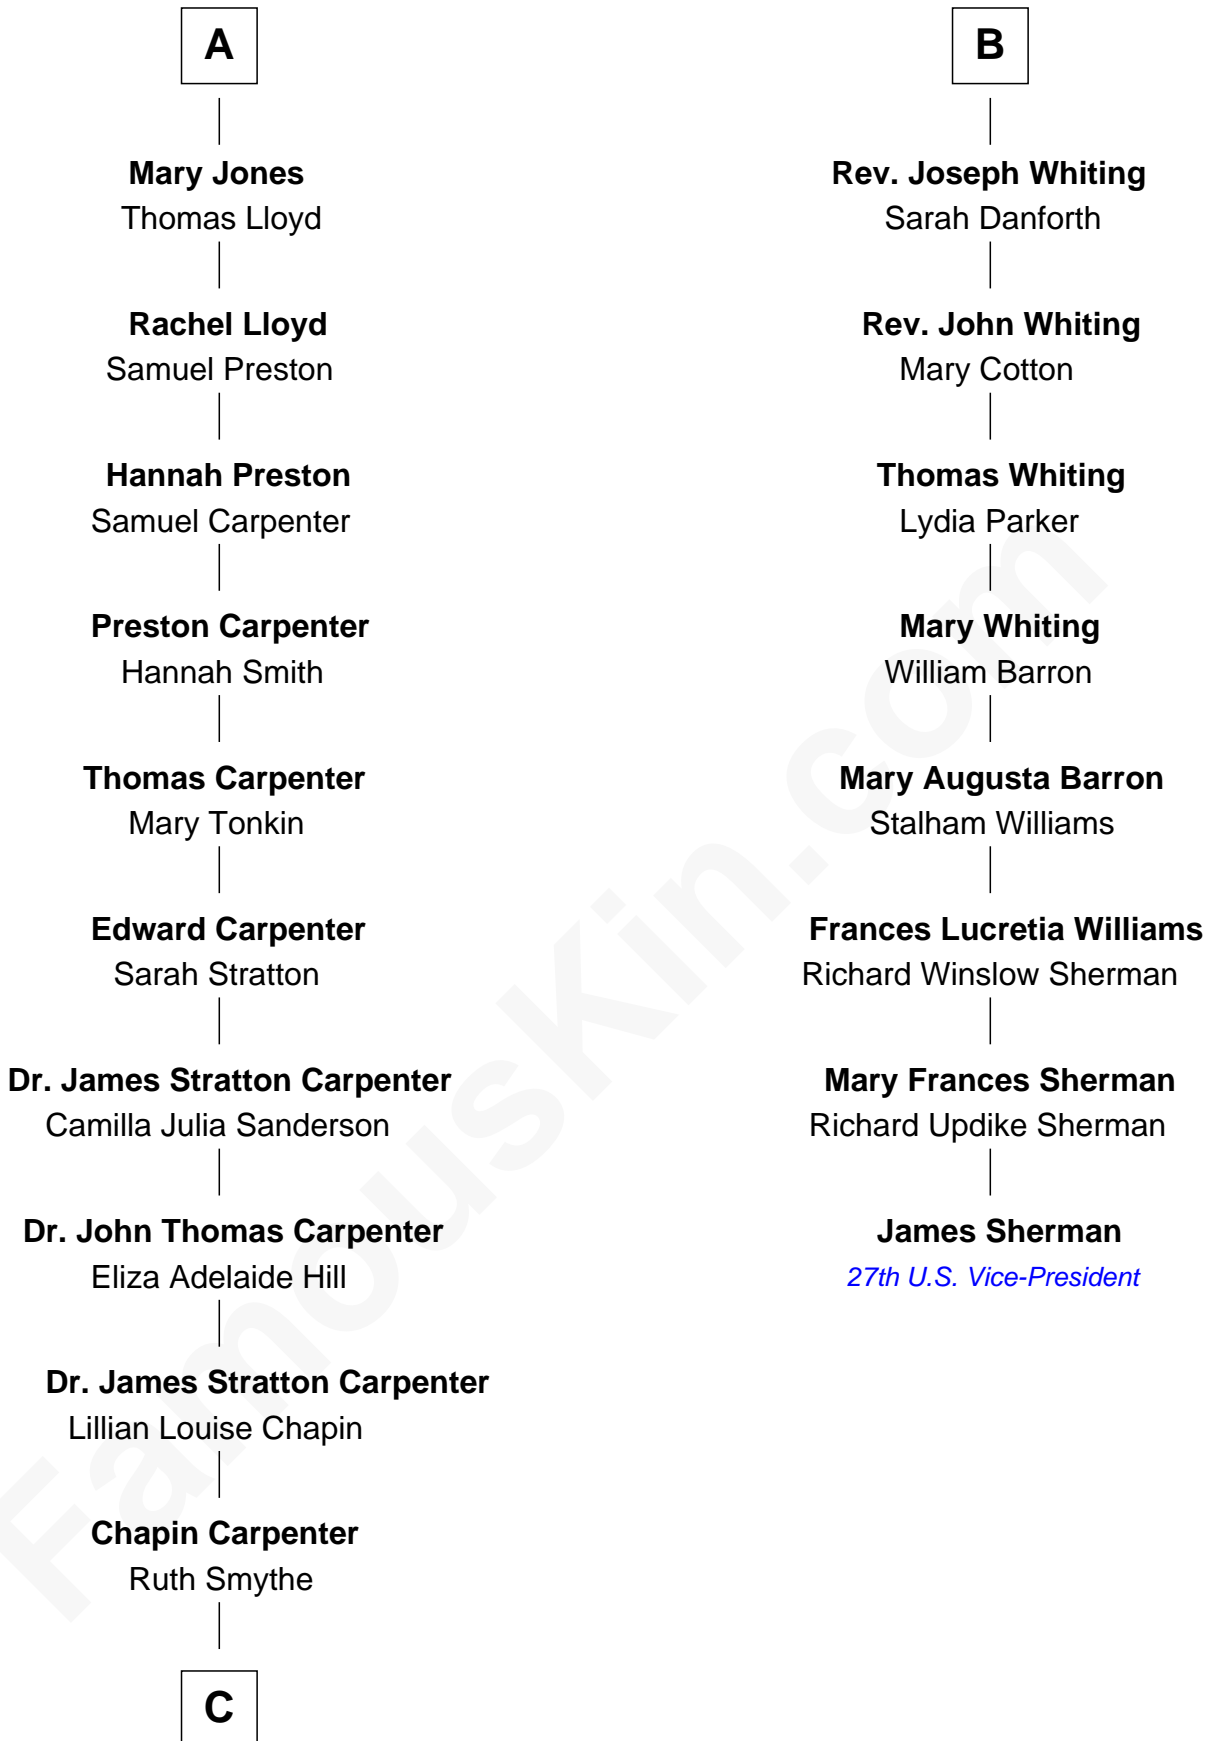 A
Mary Jones
Thomas Lloyd
Rachel Lloyd
Samuel Preston
Hannah Preston
Samuel Carpenter
Preston Carpenter
Hannah Smith
Thomas Carpenter
Mary Tonkin
Edward Carpenter
Sarah Stratton
Dr. James Stratton Carpenter
Camilla Julia Sanderson
Dr. John Thomas Carpenter
Eliza Adelaide Hill
Dr. James Stratton Carpenter
Lillian Louise Chapin
Chapin Carpenter
Ruth Smythe
C
B
Rev. Joseph Whiting
Sarah Danforth
Rev. John Whiting
Mary Cotton
Thomas Whiting
Lydia Parker
Mary Whiting
William Barron
Mary Augusta Barron
Stalham Williams
Frances Lucretia Williams
Richard Winslow Sherman
Mary Frances Sherman
Richard Updike Sherman
James Sherman
27th U.S. Vice-President
FamousKin.com